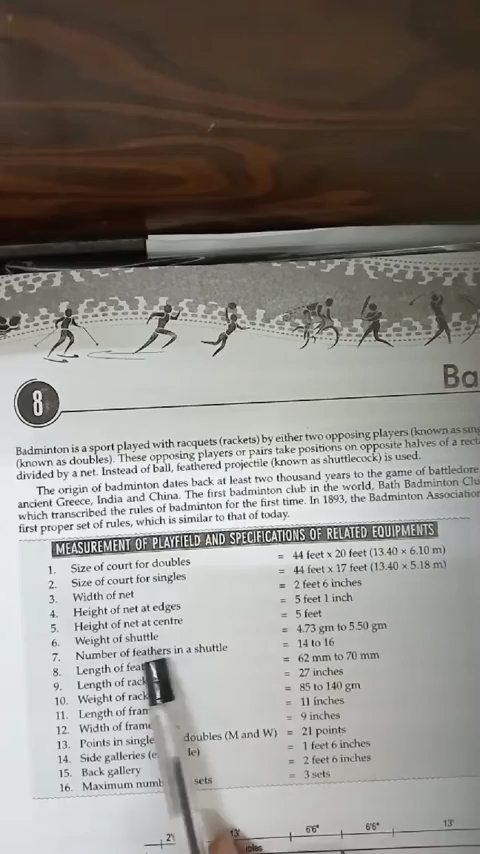 8
Ba
Badminton is a sport played with racquets (rackets) by either two opposing players (known as
(known as doubles). These opposing players or pairs take positions on opposite halves of a
divided by a net. Instead of ball, feathered projectile (known as shuttlecock) is used.
The origin of badminton dates back at least two thousand years to the game of battledore
ancient Greece, India and China. The first badminton club in the world, Bath Badminton
which transcribed the rules of badminton for the first time. In 1893, the Badminton
first proper set of rules, which is similar to that of today.
MEASUREMENT OF PLAYFIELD AND SPECIFICATIONS OF RELATED EQUIPMENTS
1. Size of court for doubles = 44 feet x 20 feet (13.40 × 6.10 m)
2. Size of court for singles = 44 feet x 17 feet (13.40 × 5.18 m)
3. Width of net = 2 feet 6 inches
4. Height of net at edges = 5 feet 1 inch
5. Height of net at centre = 5 feet
6. Weight of shuttle = 4.73 gm to 5.50 gm
7. Number of feathers in a shuttle = 14 to 16
8. Length of = 62 mm to 70 mm
9. Length of = 27 inches
10. Weight of = 85 to 140 gm
11. Length of = 11 inches
12. Width of frame = 9 inches
13. Points in doubles (M and W) = 21 points
14. Side galleries = 1 feet 6 inches
15. Back gallery = 2 feet 6 inches
16. Maximum sets = 3 sets
13' 6'6" 6'6" 13'